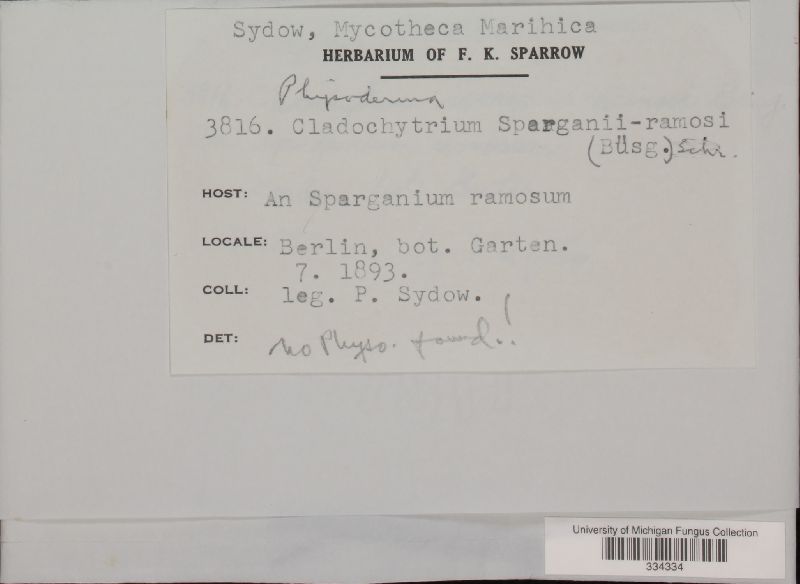 Sydow, Mycotheca Marihica
HERBARIUM OF F. K. SPARROW
Physoderma
3816. Cladochytrium Sparganii-ramosi
(Büsg.) Schr.
HOST: An Sparganium ramosum
LOCALE: Berlin, bot. Garten.
7. 1893.
COLL: leg. P. Sydow.
DET: no Physo. found!
University of Michigan Fungus Collection
334334